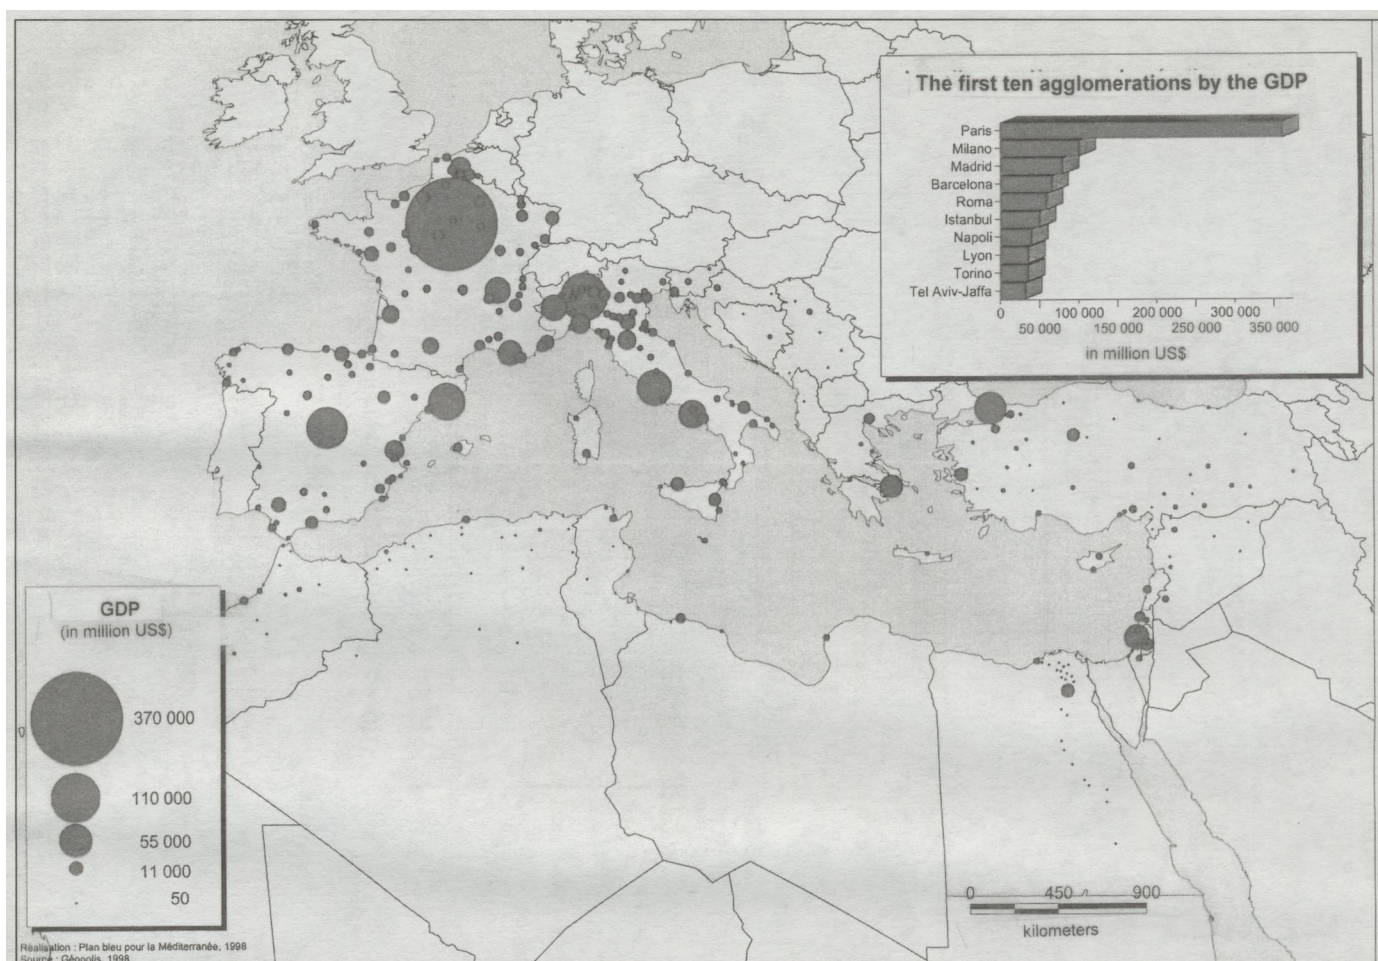 The first ten agglomerations by the GDP
Paris
Milano
Madrid
Barcelona
Roma
Istanbul
Napoli
Lyon
Torino
Tel Aviv-Jaffa
0 100 000 200 000 300 000
50 000 150 000 250 000 350 000
in million US$
GDP
(in million US$)
370 000
110 000
55 000
11 000
50
0 450 900
kilometers
Réalisation : Plan bleu pour la Méditerranée, 1998
Source : Géopolis, 1998